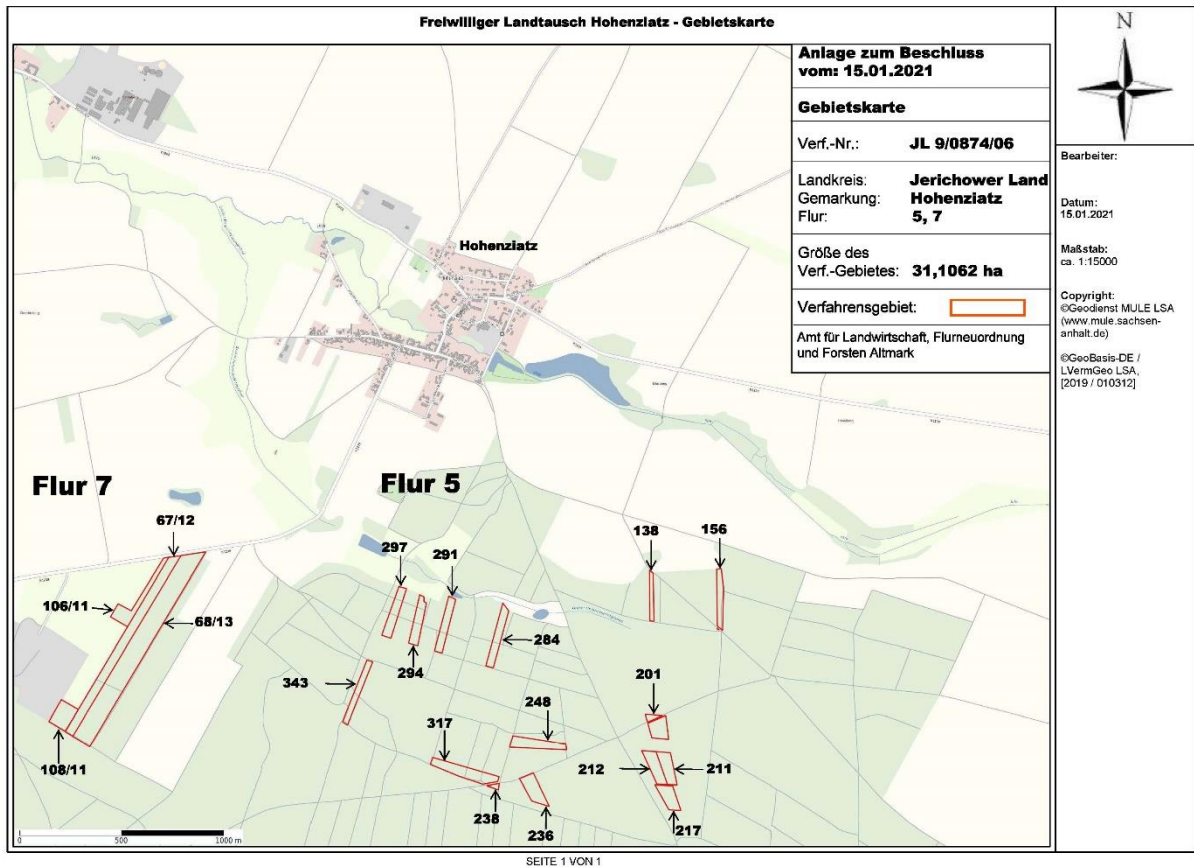 Freiwilliger Landtausch Hohenziatz - Gebietskarte
Anlage zum Beschluss
vom: 15.01.2021
Gebietskarte
Verf.-Nr.: JL 9/0874/06
Landkreis: Jerichower Land
Gemarkung: Hohenziatz
Flur: 5, 7
Größe des
Verf.-Gebietes: 31,1062 ha
Verfahrensgebiet:
Amt für Landwirtschaft, Flurneuordnung
und Forsten Altmark
N
Bearbeiter:
Datum:
15.01.2021
Maßstab:
ca. 1:15000
Copyright:
©Geodienst MULE LSA
(www.mule.sachsen-
anhalt.de)
©GeoBasis-DE /
LVermGeo LSA,
[2019 / 010312]
Hohenziatz
Flur 7
Flur 5
67/12
297
291
138
156
106/11
68/13
284
294
343
201
248
317
212
211
108/11
238
236
217
0
500
1000 m
SEITE 1 VON 1